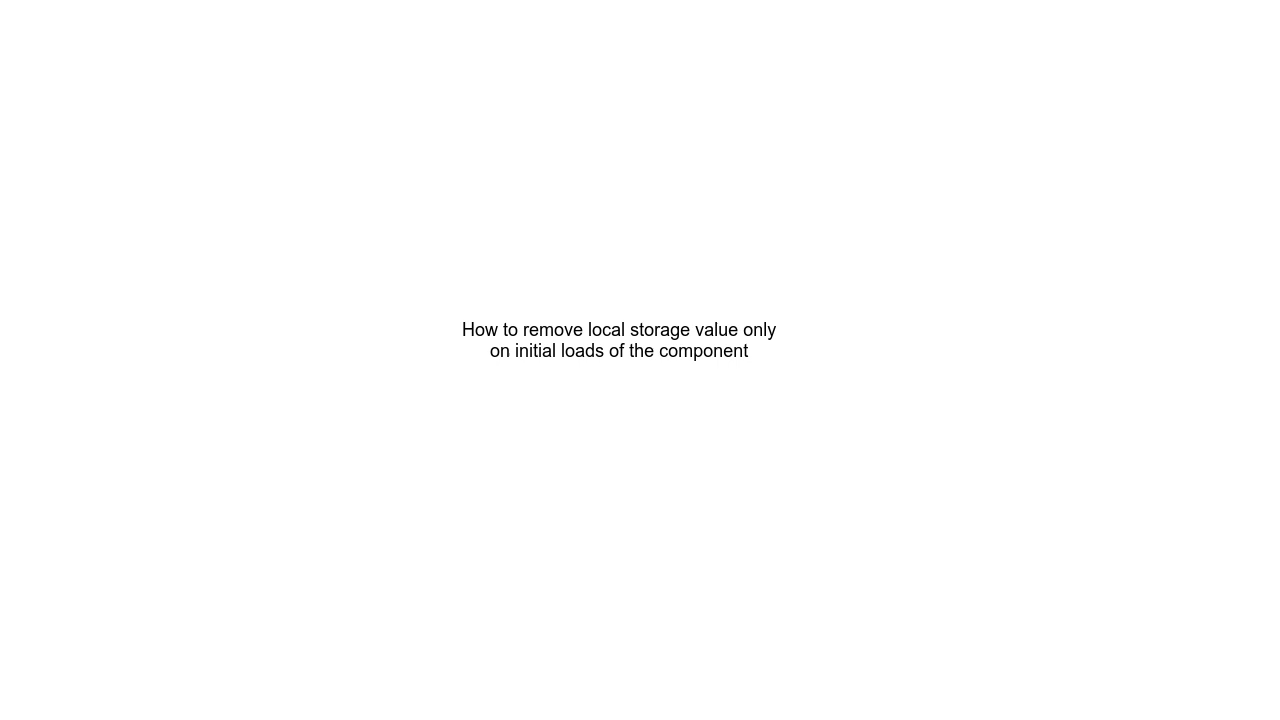 How to remove local storage value only
on initial loads of the component